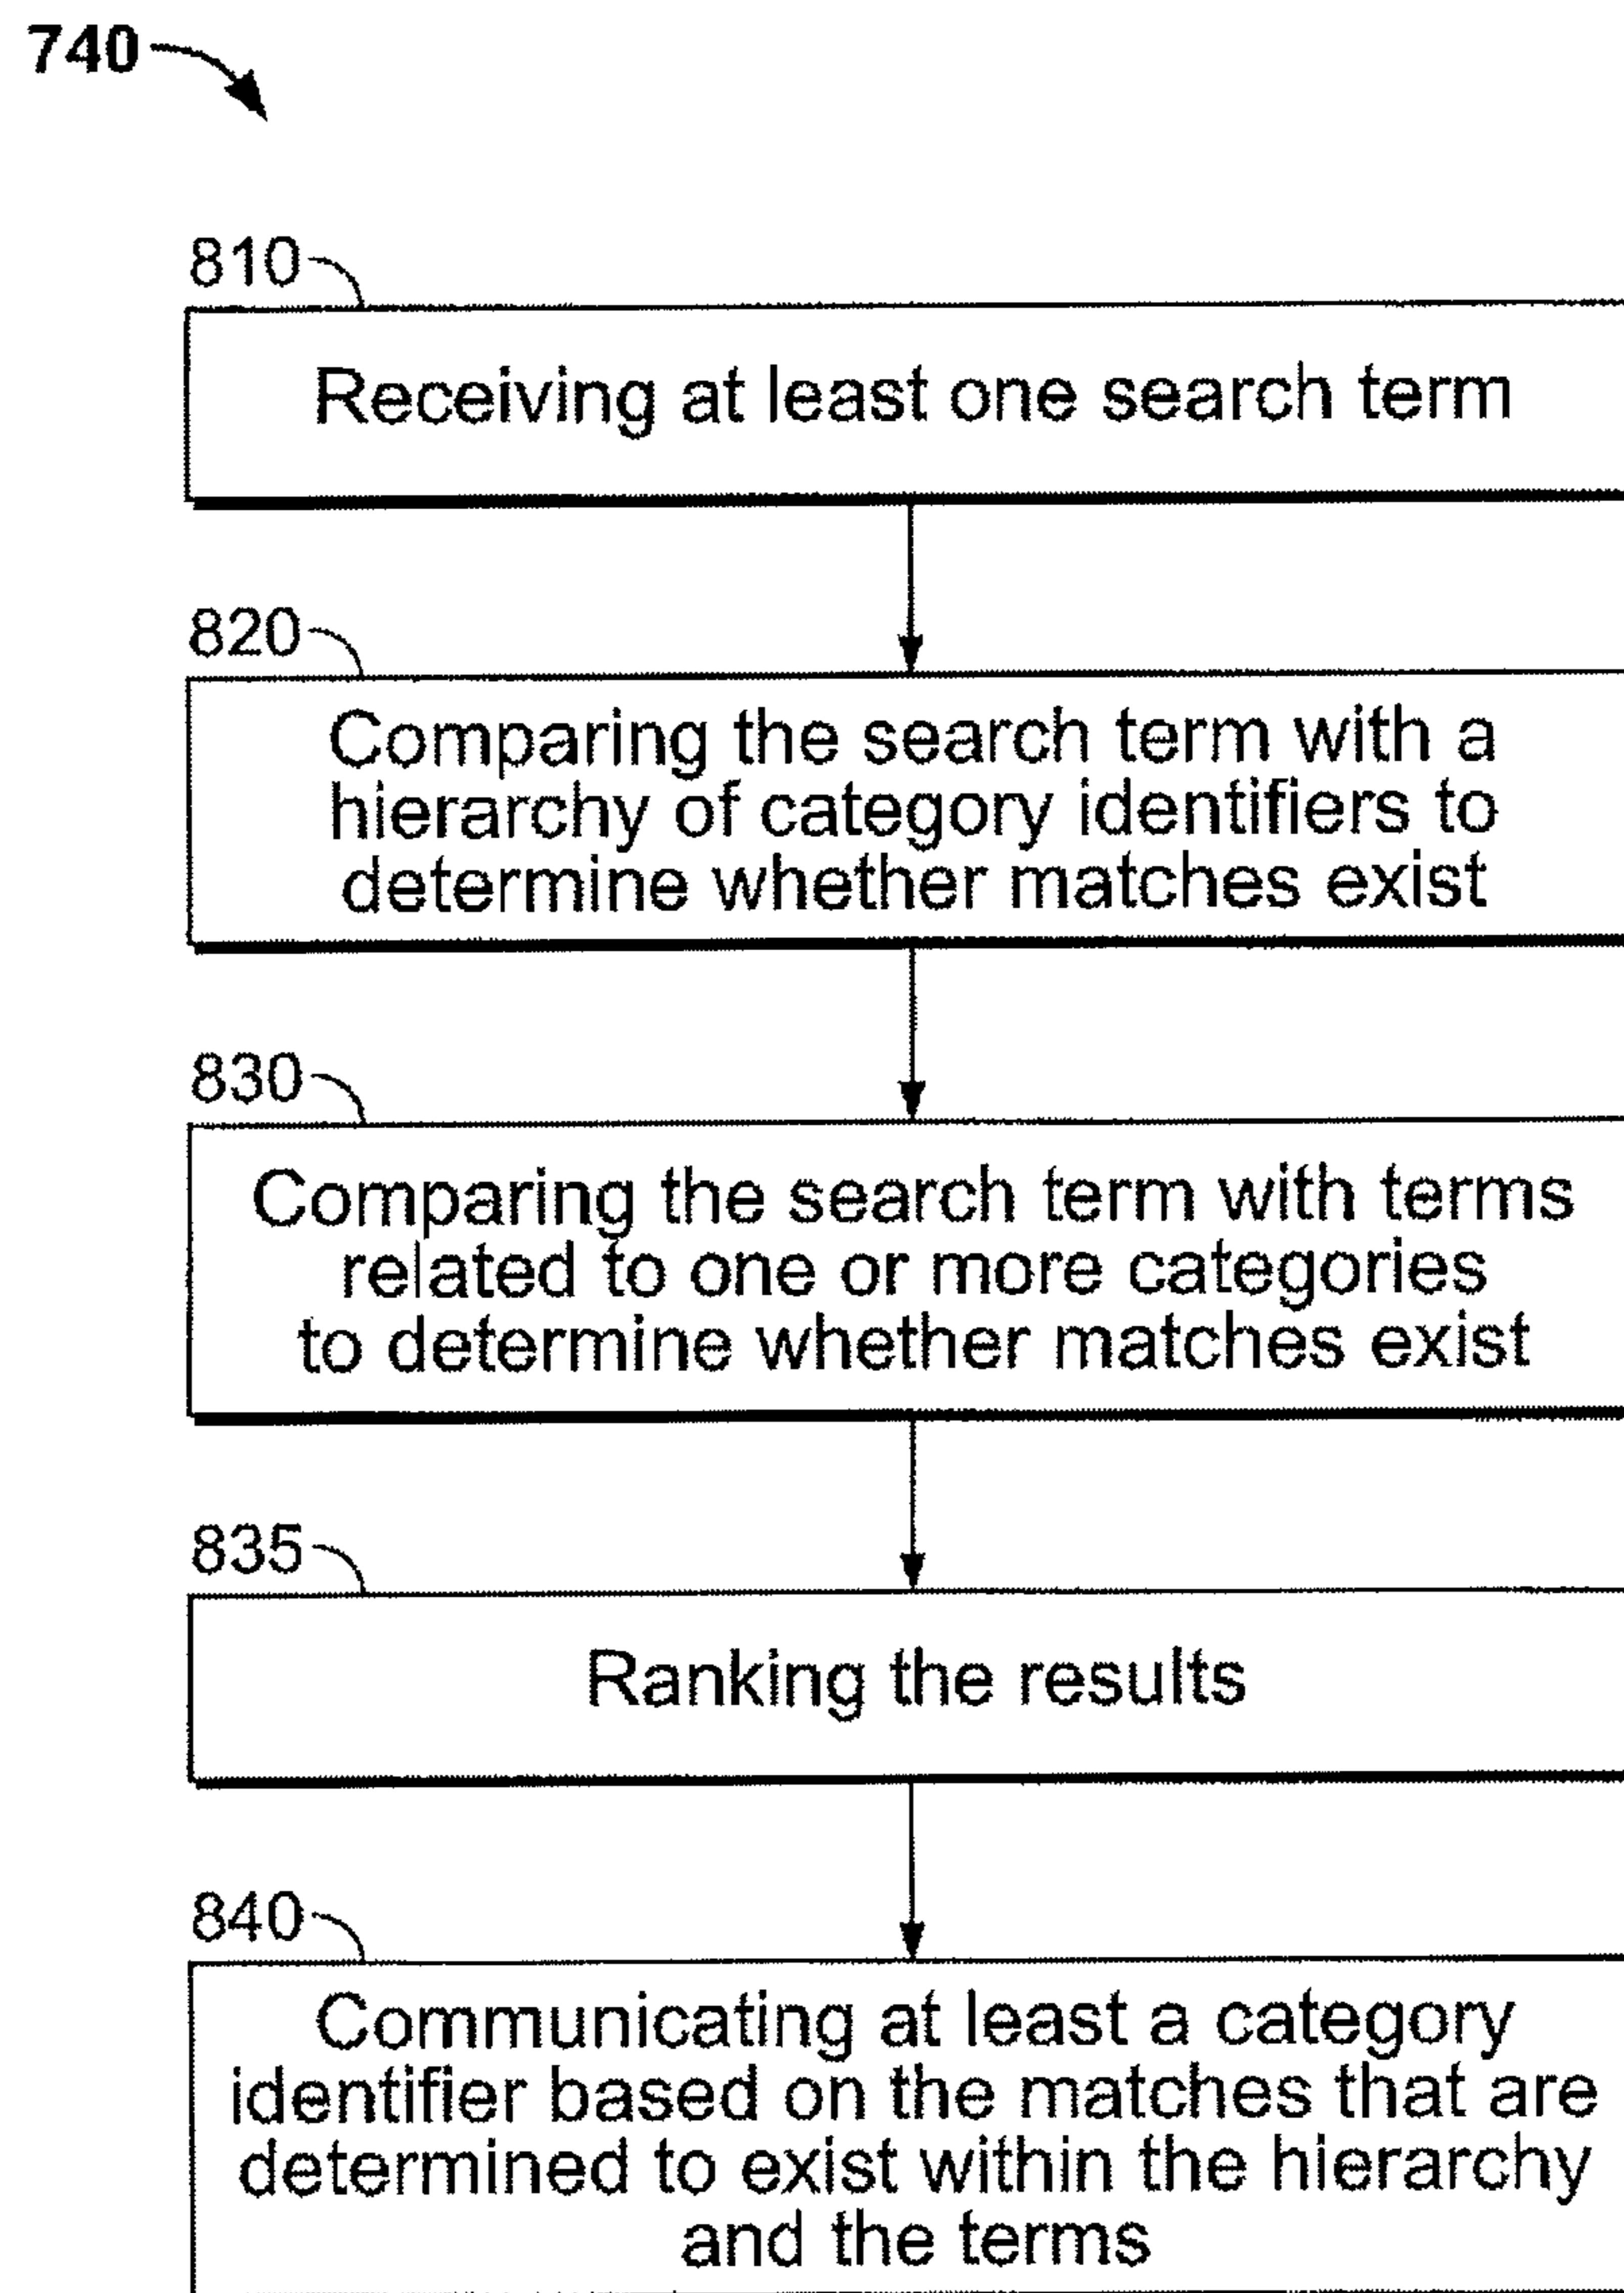 740
810
Receiving at least one search term
820
Comparing the search term with a
hierarchy of category identifiers to
determine whether matches exist
830
Comparing the search term with terms
related to one or more categories
to determine whether matches exist
835
Ranking the results
840
Communicating at least a category
identifier based on the matches that are
determined to exist within the hierarchy
and the terms